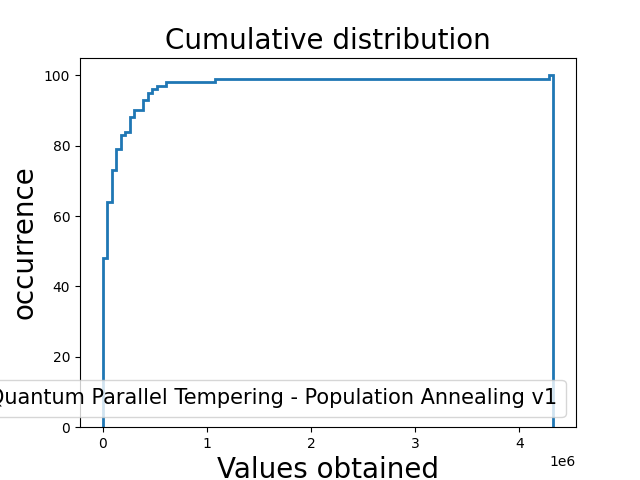 Cumulative distribution
occurrence
100
80
60
40
20
0
Quantum Parallel Tempering - Population Annealing v1
0 1 2 3 4
1e6
Values obtained